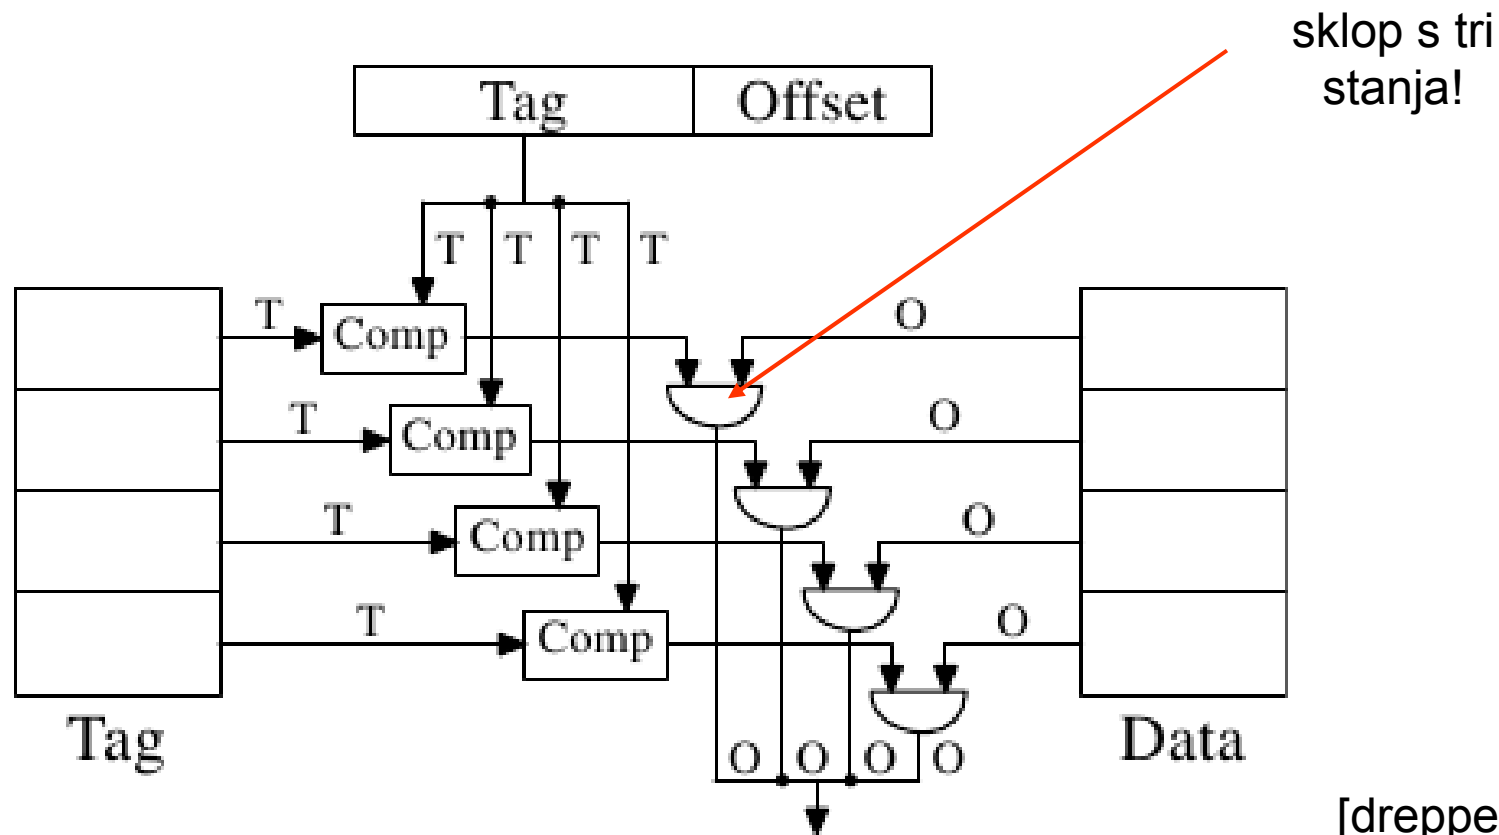 sklop s tri
stanja!
Tag Offset
T T T T
T Comp O
T Comp O
T Comp O
T Comp O
Tag Data
O O O O
[dreppe